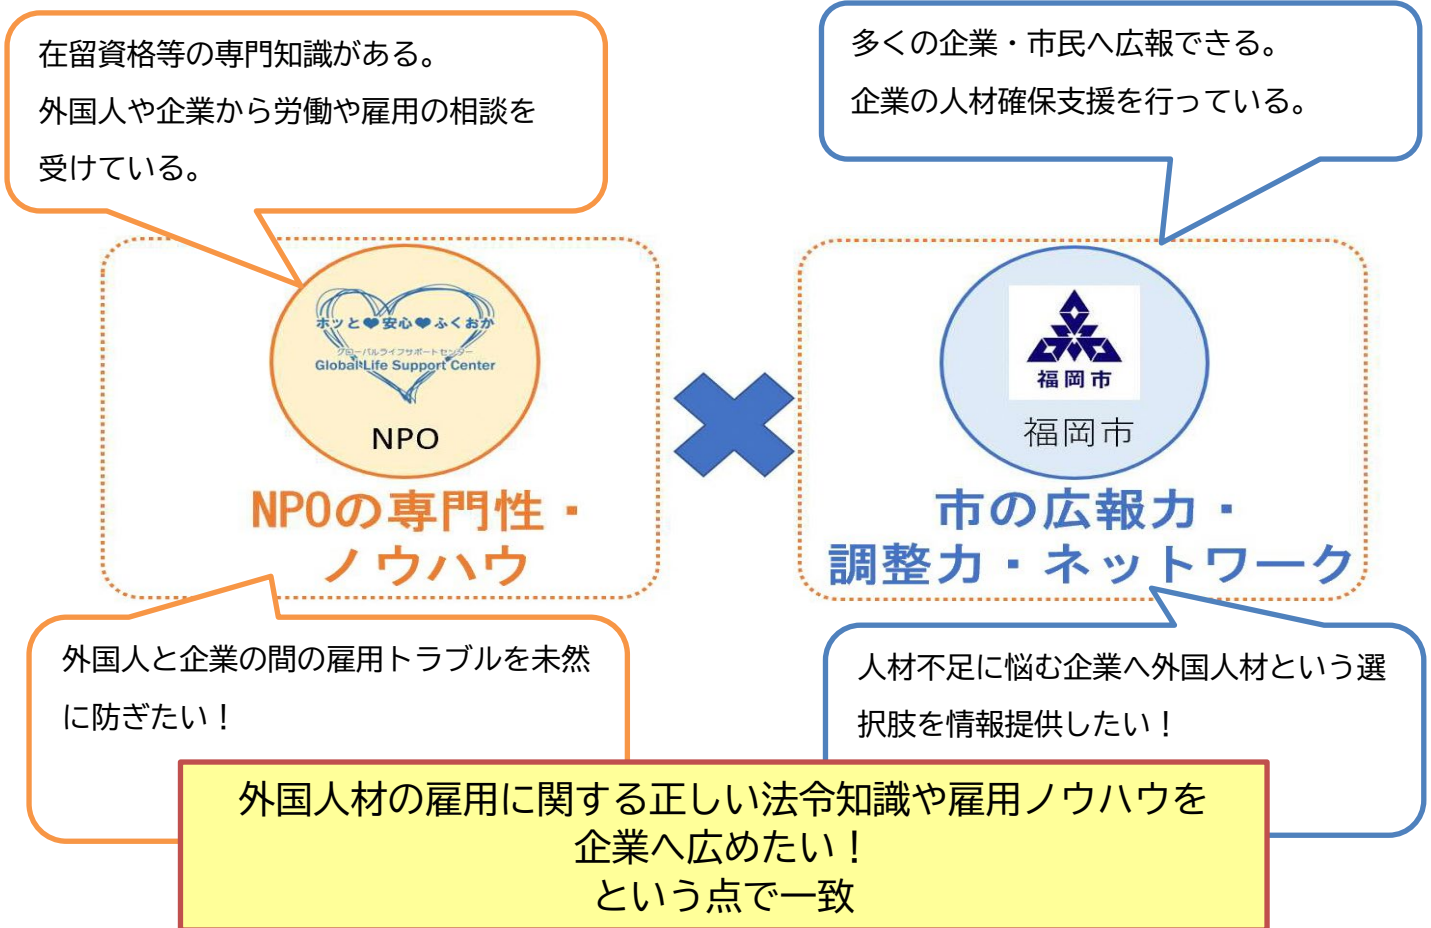 在留資格等の専門知識がある。
外国人や企業から労働や雇用の相談を
受けている。
多くの企業・市民へ広報できる。
企業の人材確保支援を行っている。
ホッと♥安心♥ふくおか
グローバルライフサポートセンター
Global Life Support Center
NPO
NPOの専門性・
ノウハウ
福岡市
福岡市
市の広報力・
調整力・ネットワーク
外国人と企業の間の雇用トラブルを未然
に防ぎたい！
人材不足に悩む企業へ外国人材という選
択肢を情報提供したい！
外国人材の雇用に関する正しい法令知識や雇用ノウハウを
企業へ広めたい！
という点で一致